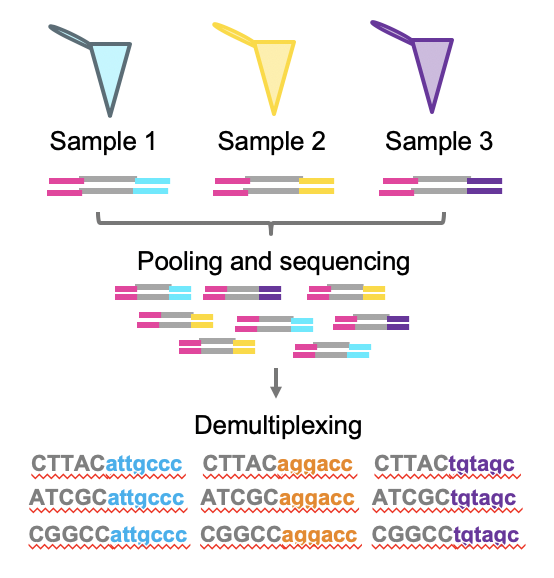 Sample 1 Sample 2 Sample 3
Pooling and sequencing
Demultiplexing
CTTACattgccc CTTACaggacc CTTACtgtagc
ATCGCattgccc ATCGCaggacc ATCGCtgtagc
CGGCCattgccc CGGCCaggacc CGGCCtgtagc